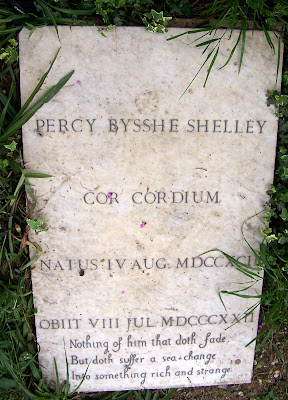 PERCY BYSSHE SHELLEY
COR CORDIUM
NATUS IV AUG. MDCCXCII
OBIIT VIII JUL. MDCCCXXII
Nothing of him that doth fade,
But doth suffer a sea-change
Into something rich and strange.